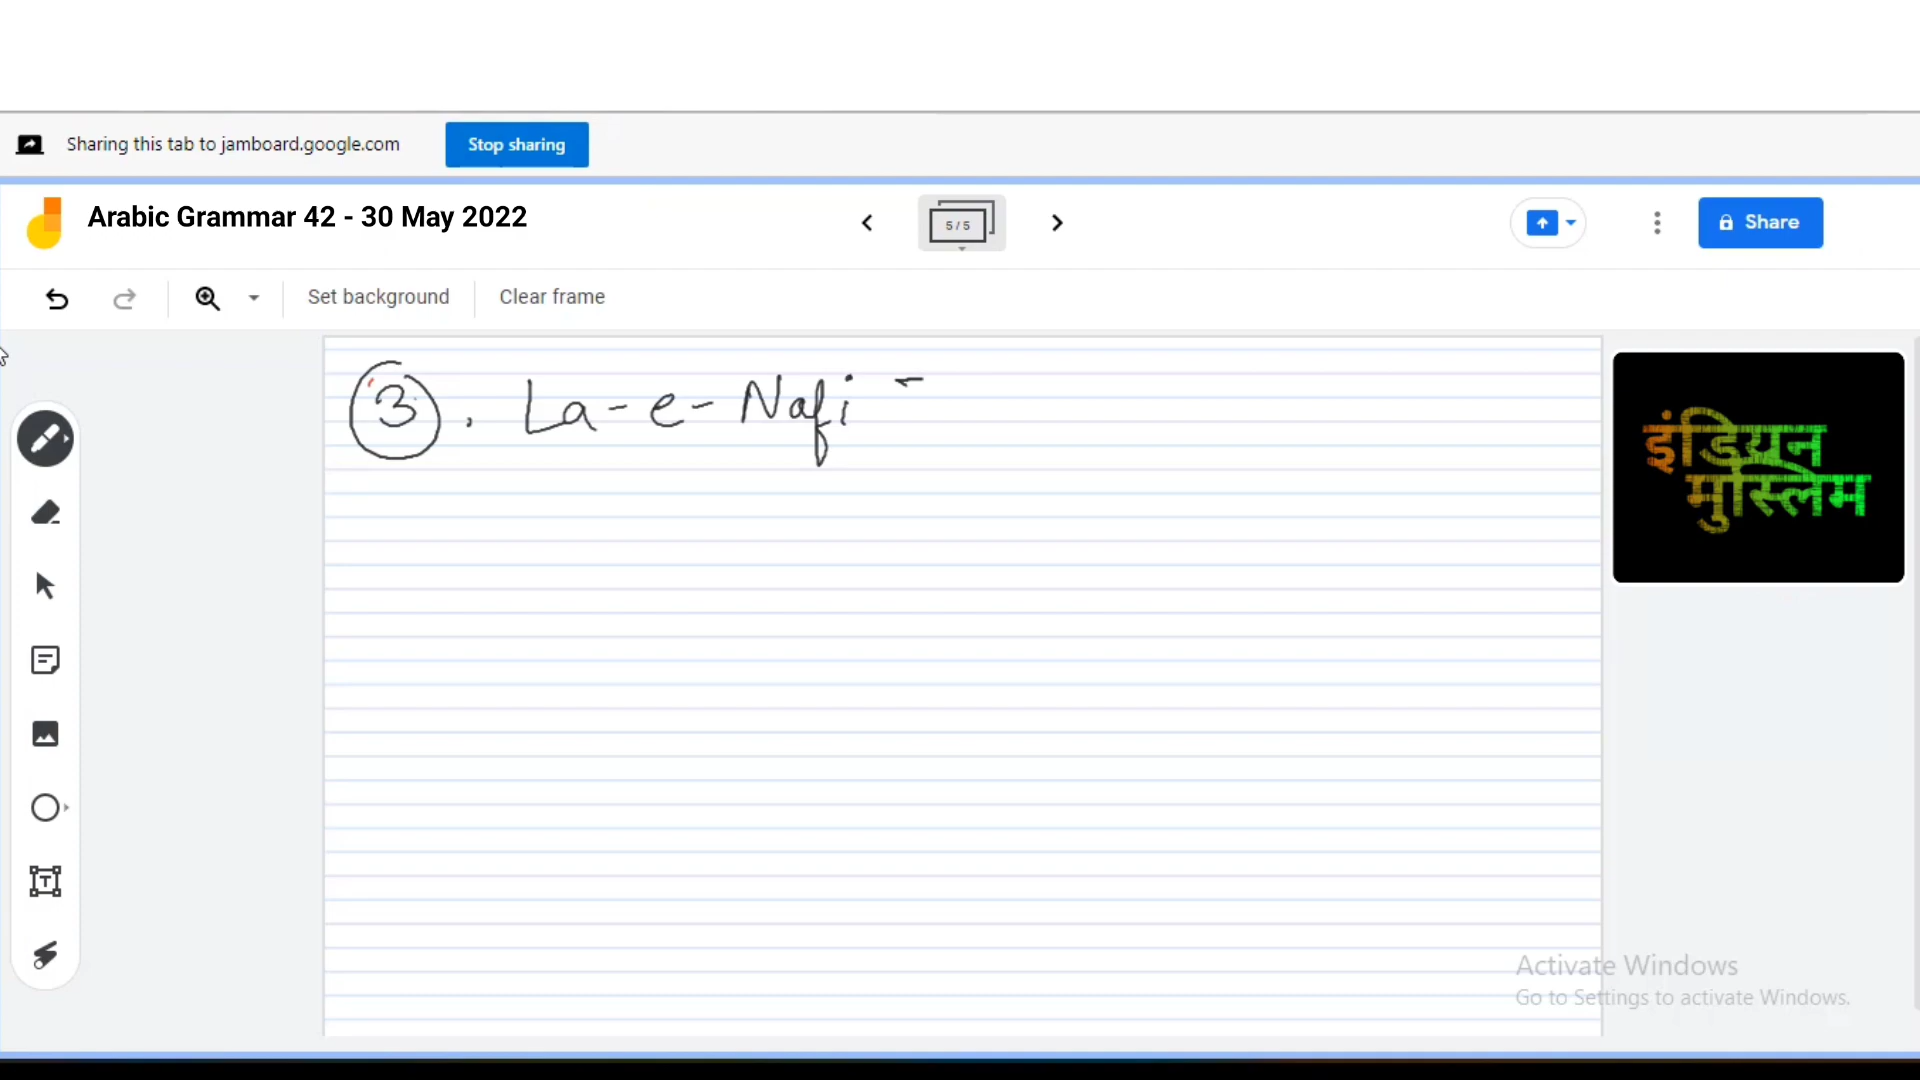 Sharing this tab to jamboard.google.com Stop sharing
Arabic Grammar 42 - 30 May 2022
5 / 5
Share
Set background Clear frame
3. La-e-Nafi -
इंडियन
मुस्लिम
Activate Windows
Go to Settings to activate Windows.